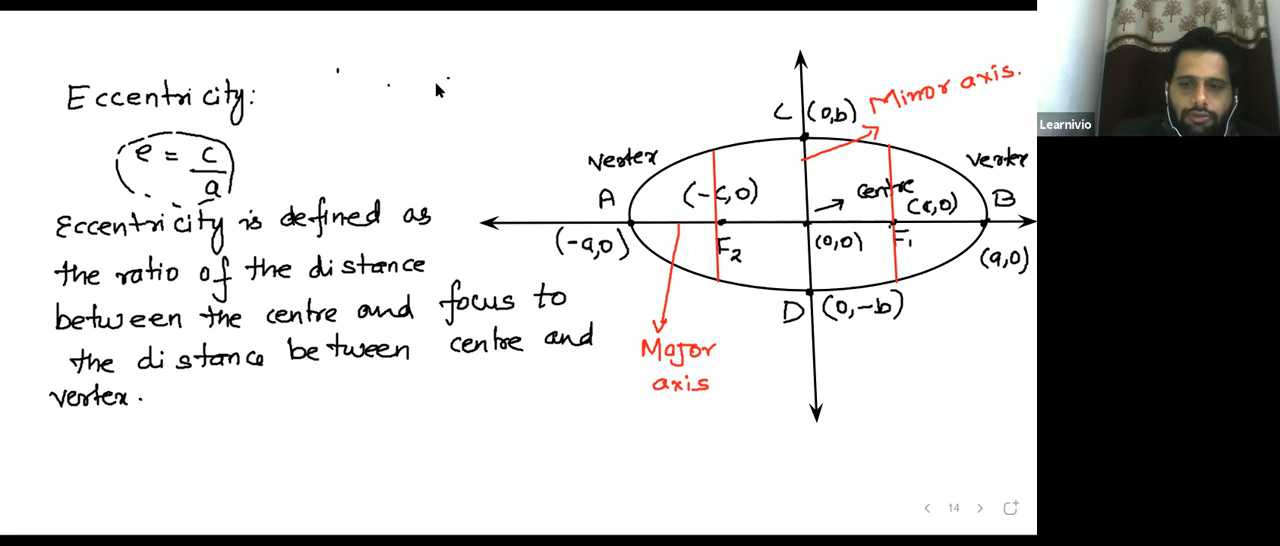 Eccentricity:
e = c
a
Eccentricity is defined as
the ratio of the distance
between the centre and focus to
the distance between centre and
vertex.
Minor axis.
C (0,b)
vertex
vertex
A
(-c,0)
centre
(c,0)
B
(-a,0)
F2
(0,0)
F1
(a,0)
D (0,-b)
Major
axis
Learnivio
14